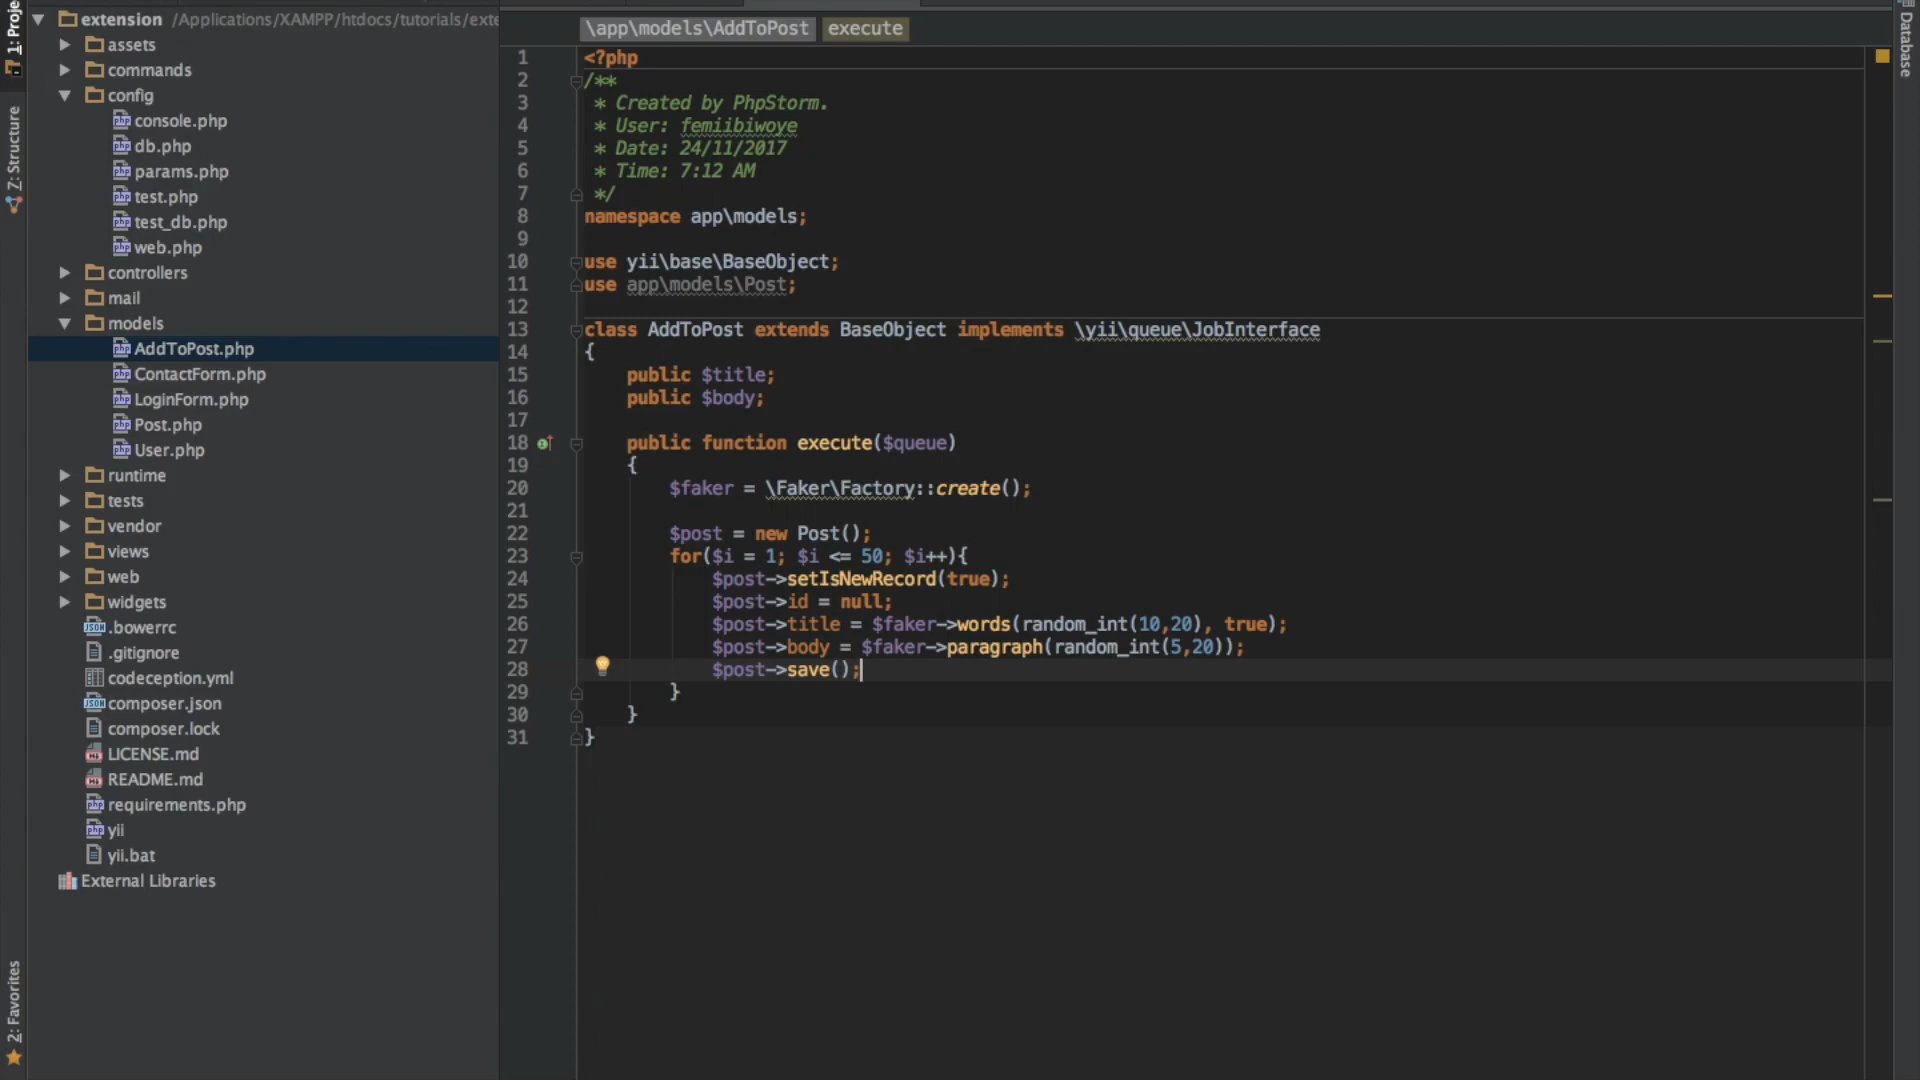 1: Proje
Z: Structure
2: Favorites
extension /Applications/XAMPP/htdocs/tutorials/exte
assets
commands
config
console.php
db.php
params.php
test.php
test_db.php
web.php
controllers
mail
models
AddToPost.php
ContactForm.php
LoginForm.php
Post.php
User.php
runtime
tests
vendor
views
web
widgets
.bowerrc
.gitignore
codeception.yml
composer.json
composer.lock
LICENSE.md
README.md
requirements.php
yii
yii.bat
External Libraries
\app\models\AddToPost execute
1 <?php
2 /**
3 * Created by PhpStorm.
4 * User: femiibiwoye
5 * Date: 24/11/2017
6 * Time: 7:12 AM
7 */
8 namespace app\models;
9
10 use yii\base\BaseObject;
11 use app\models\Post;
12
13 class AddToPost extends BaseObject implements \yii\queue\JobInterface
14 {
15 public $title;
16 public $body;
17
18 public function execute($queue)
19 {
20 $faker = \Faker\Factory::create();
21
22 $post = new Post();
23 for($i = 1; $i <= 50; $i++){
24 $post->setIsNewRecord(true);
25 $post->id = null;
26 $post->title = $faker->words(random_int(10,20), true);
27 $post->body = $faker->paragraph(random_int(5,20));
28 $post->save();
29 }
30 }
31 }
Database